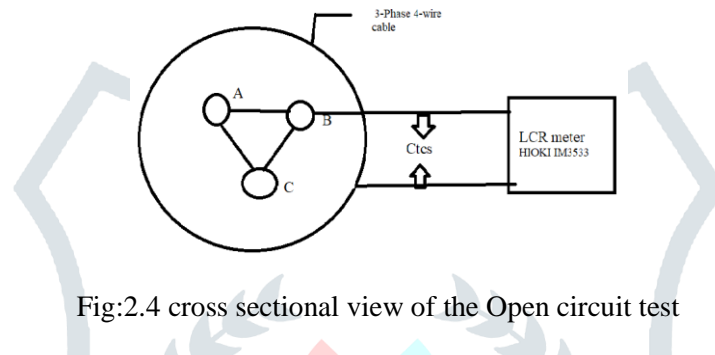 3-Phase 4-wire
cable
A
B
C
Ctcs
LCR meter
HIOKI IM3533
Fig:2.4 cross sectional view of the Open circuit test